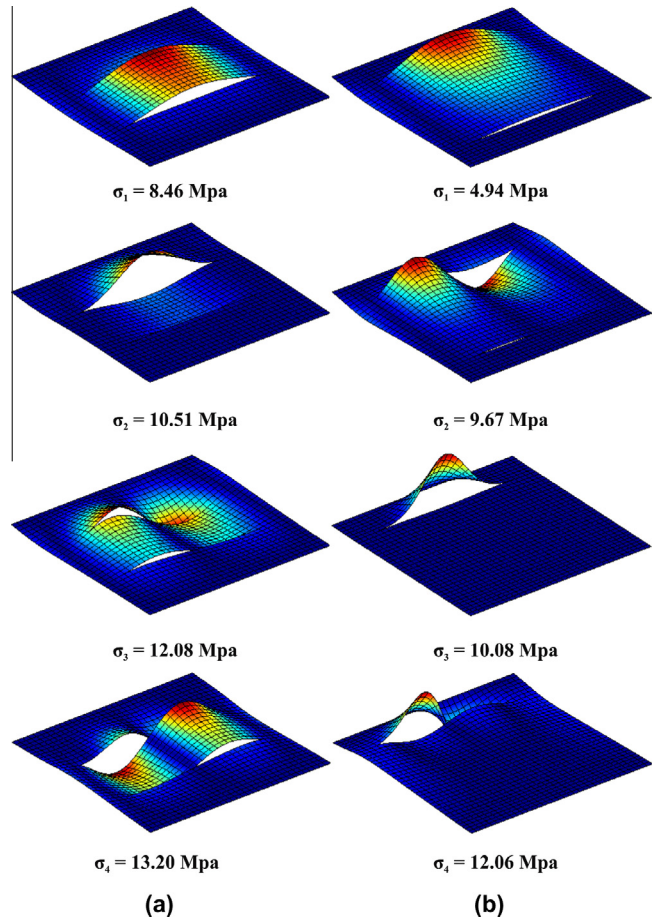 σ₁ = 8.46 Mpa
σ₁ = 4.94 Mpa
σ₂ = 10.51 Mpa
σ₂ = 9.67 Mpa
σ₃ = 12.08 Mpa
σ₃ = 10.08 Mpa
σ₄ = 13.20 Mpa
σ₄ = 12.06 Mpa
(a)
(b)